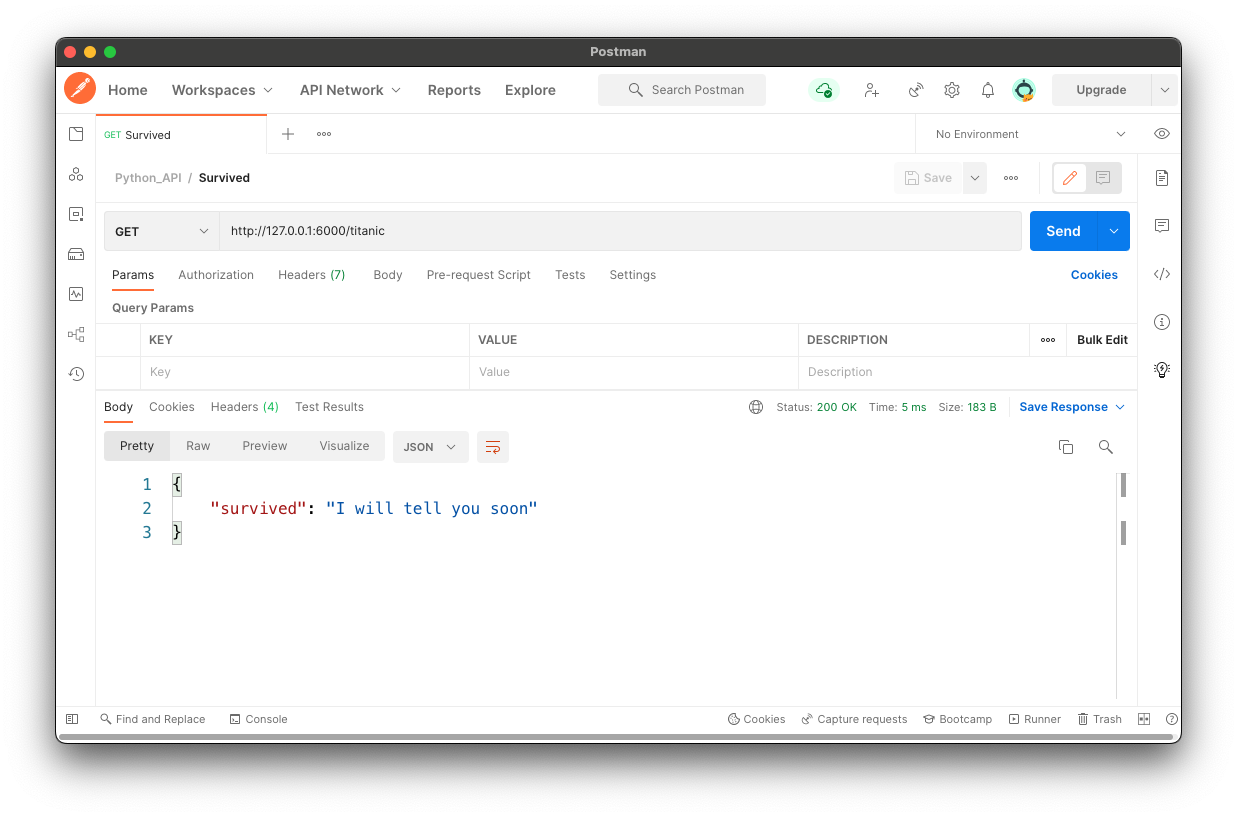 Postman
Home Workspaces API Network Reports Explore Search Postman Upgrade
GET Survived No Environment
Python_API / Survived Save
GET http://127.0.0.1:6000/titanic Send
Params Authorization Headers (7) Body Pre-request Script Tests Settings Cookies
Query Params
KEY VALUE DESCRIPTION Bulk Edit
Key Value Description
Body Cookies Headers (4) Test Results Status: 200 OK Time: 5 ms Size: 183 B Save Response
Pretty Raw Preview Visualize JSON
1 {
2 "survived": "I will tell you soon"
3 }
Find and Replace Console Cookies Capture requests Bootcamp Runner Trash